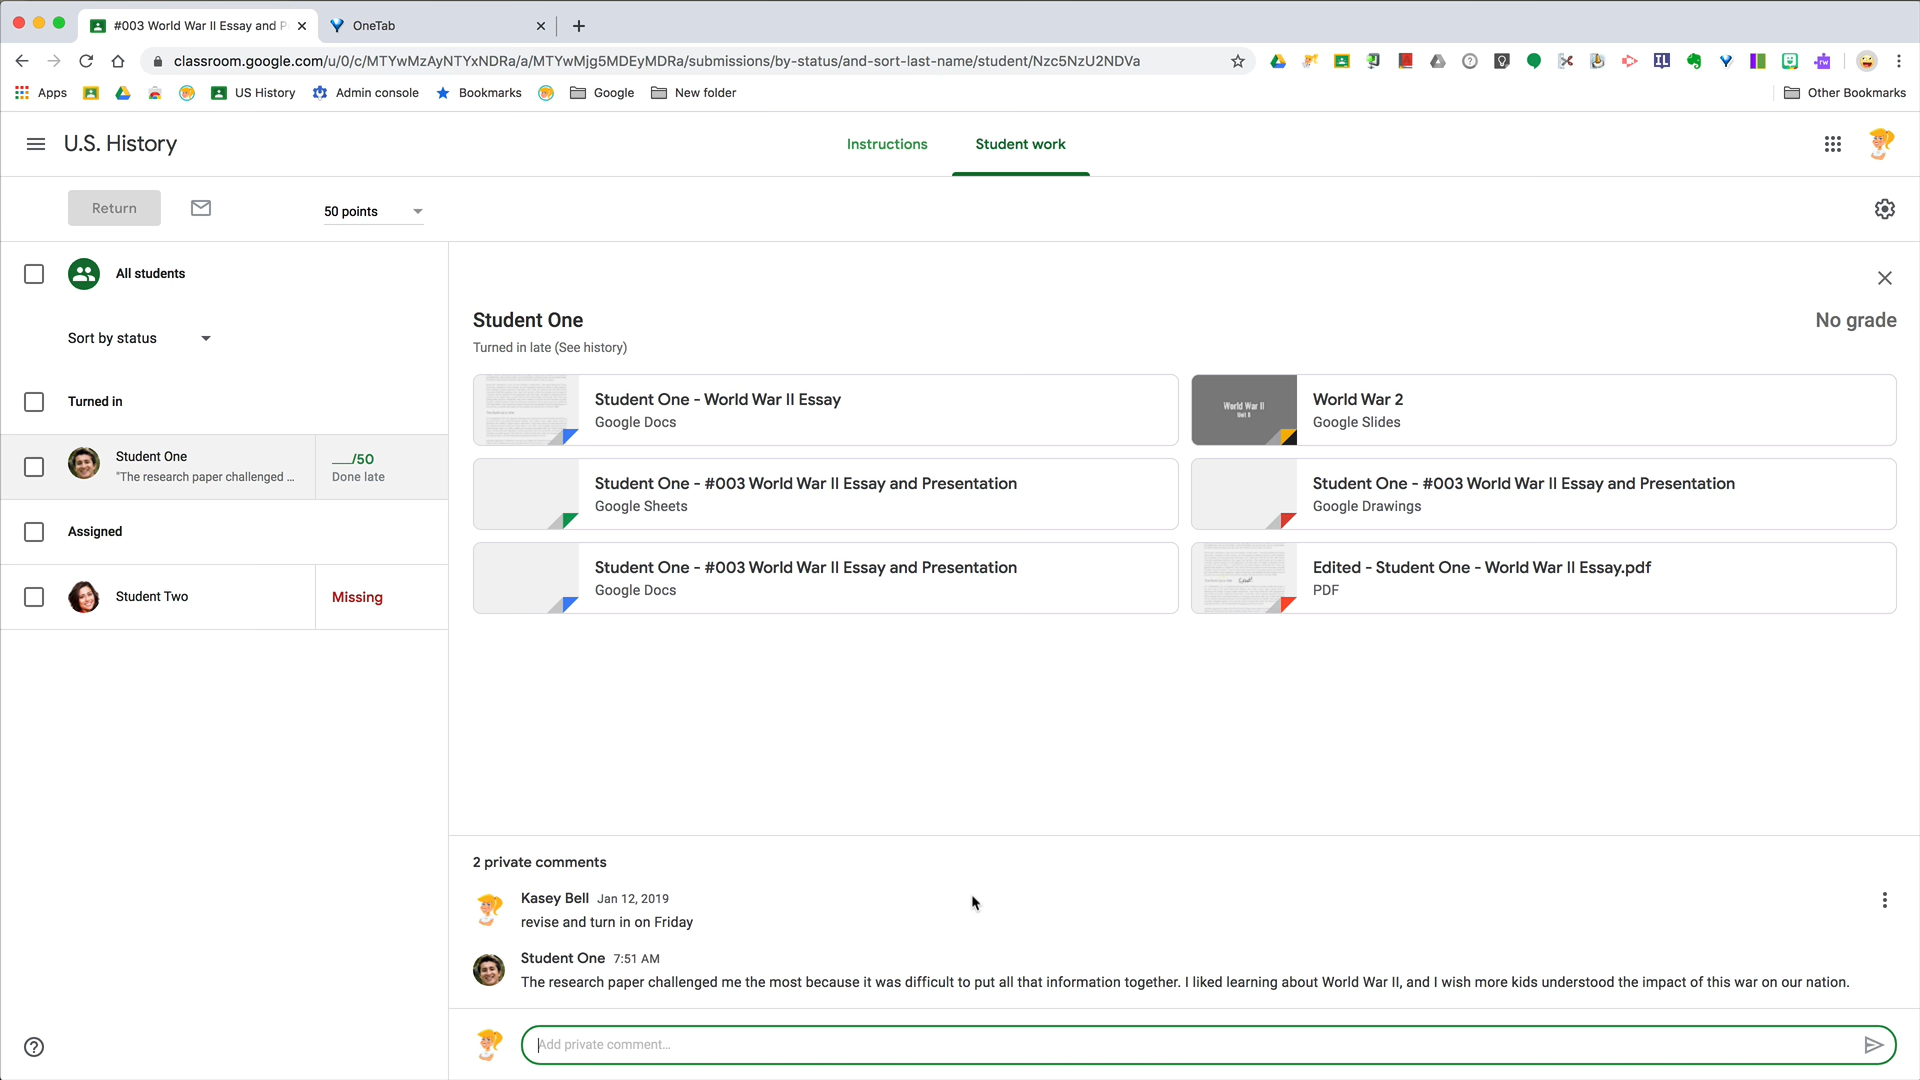 #003 World War II Essay and P
OneTab
classroom.google.com/u/0/c/MTYwMzAyNTYxNDRa/a/MTYwMjg5MDEyMDRa/submissions/by-status/and-sort-last-name/student/Nzc5NzU2NDVa
Apps
US History
Admin console
Bookmarks
Google
New folder
Other Bookmarks
U.S. History
Instructions
Student work
Return
50 points
All students
Sort by status
Turned in
Student One
"The research paper challenged ...
___/50
Done late
Assigned
Student Two
Missing
Student One
No grade
Turned in late (See history)
Student One - World War II Essay
Google Docs
World War II
World War 2
Google Slides
Student One - #003 World War II Essay and Presentation
Google Sheets
Student One - #003 World War II Essay and Presentation
Google Drawings
Student One - #003 World War II Essay and Presentation
Google Docs
Edited - Student One - World War II Essay.pdf
PDF
2 private comments
Kasey Bell Jan 12, 2019
revise and turn in on Friday
Student One 7:51 AM
The research paper challenged me the most because it was difficult to put all that information together. I liked learning about World War II, and I wish more kids understood the impact of this war on our nation.
Add private comment...